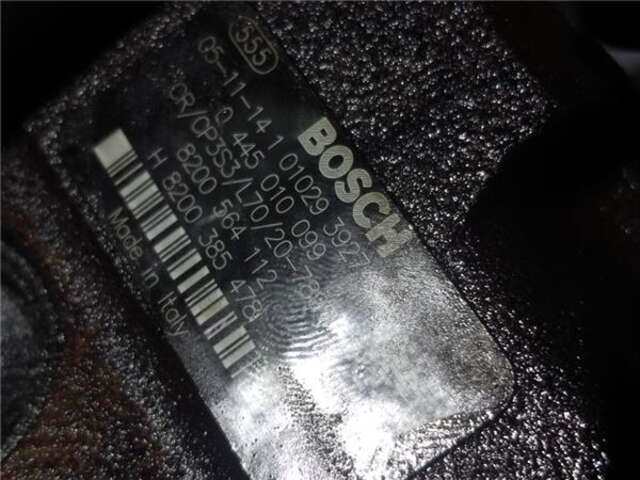 555
BOSCH
05-11-14 1 01029 3927
0 445 010 099
CR/CP3S3/L70/20-789
8200 564 112
H 8200 385 478
Made in Italy